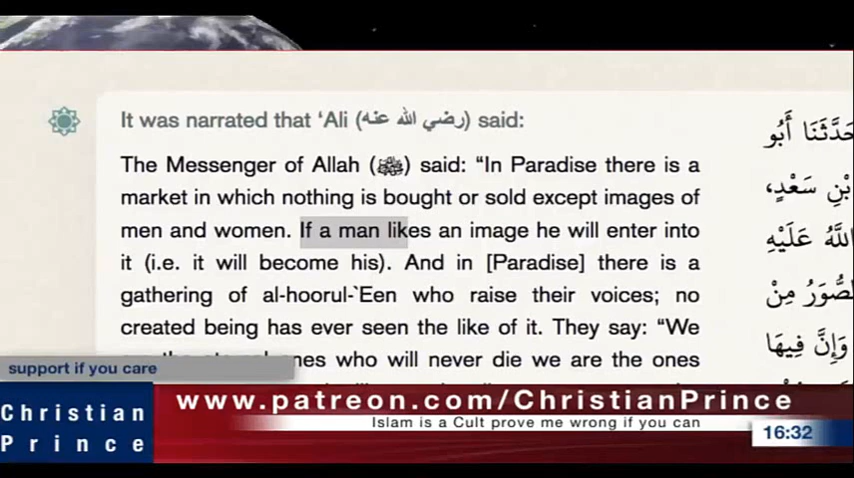 It was narrated that ‘Ali (رضي الله عنه) said:
The Messenger of Allah (ﷺ) said: “In Paradise there is a
market in which nothing is bought or sold except images of
men and women. If a man likes an image he will enter into
it (i.e. it will become his). And in [Paradise] there is a
gathering of al-hoorul-`Een who raise their voices; no
created being has ever seen the like of it. They say: “We
who will never die we are the ones
حَدَّثَنَا أَبُو
بْنِ سَعْدٍ،
اللَّهُ عَلَيْهِ
الصُّوَرُ مِنْ
وَإِنَّ فِيهَا
support if you care
Christian
Prince
www.patreon.com/ChristianPrince
Islam is a Cult prove me wrong if you can
16:32